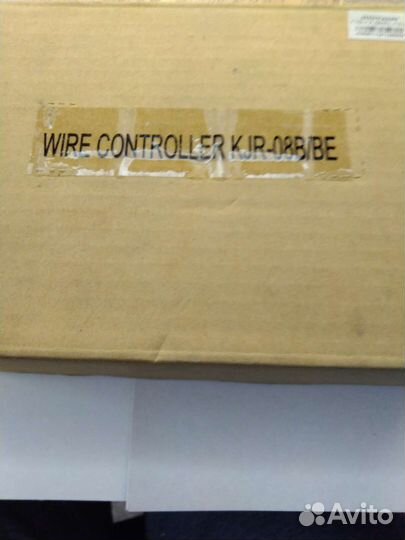 WIRE CONTROLLER KJR-08B/BE
Avito